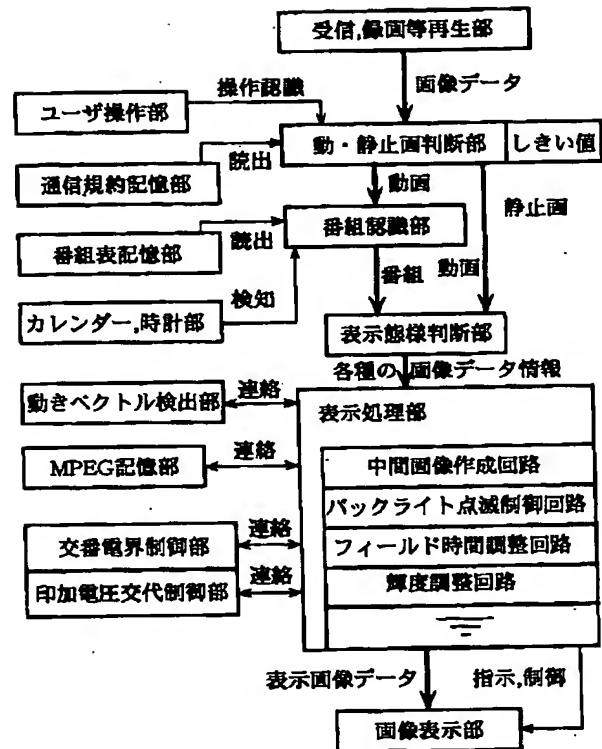 受信,録画等再生部
操作認識
画像データ
ユーザ操作部
動・静止画判断部
しきい値
読出
通信規約記憶部
動画
静止画
番組認識部
読出
番組表記憶部
番組
動画
検知
カレンダー,時計部
表示態様判断部
各種の画像データ情報
表示処理部
動きベクトル検出部
連絡
中間画像作成回路
MPEG記憶部
連絡
バックライト点滅制御回路
交番電界制御部
連絡
フィールド時間調整回路
印加電圧交代制御部
連絡
輝度調整回路
表示画像データ
指示,制御
画像表示部